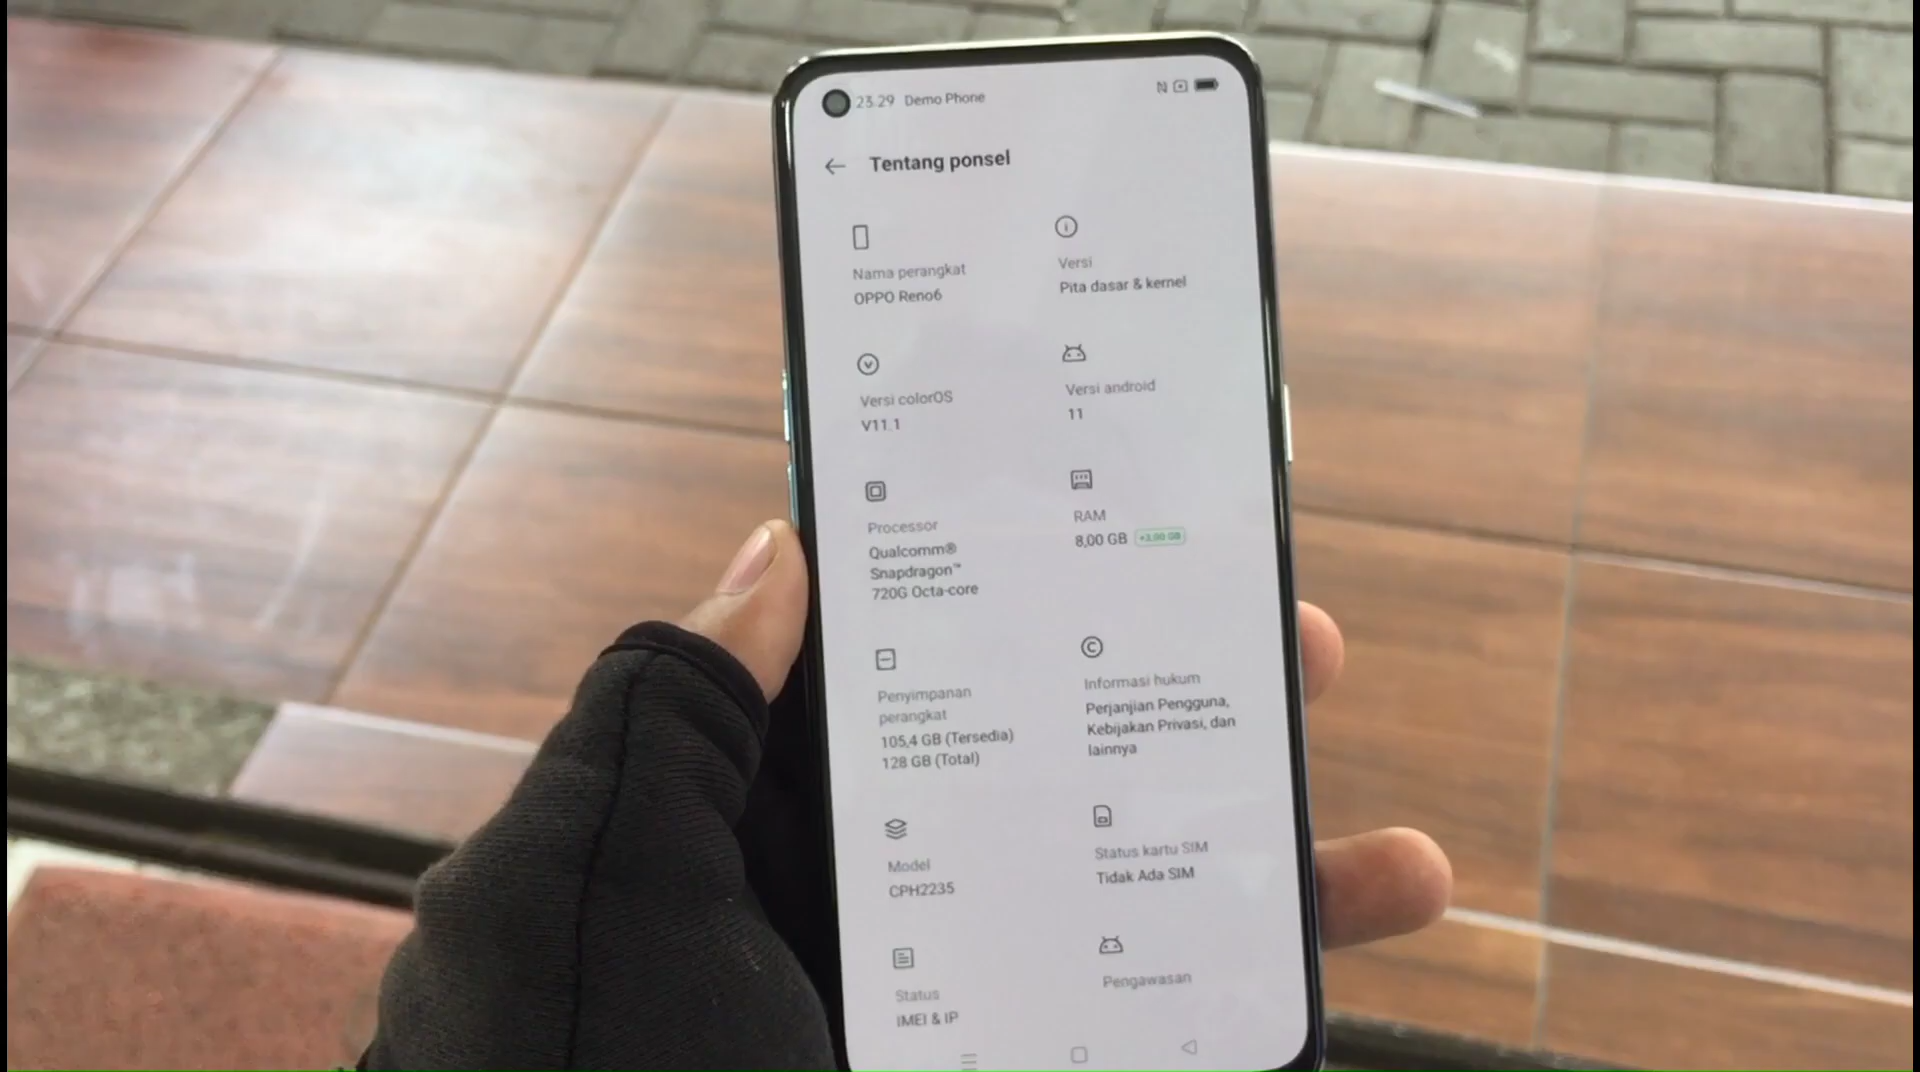 23.29 Demo Phone
Tentang ponsel
Nama perangkat
OPPO Reno6
Versi
Pita dasar & kernel
Versi colorOS
V11.1
Versi android
11
Processor
Qualcomm®
Snapdragon™
720G Octa-core
RAM
8,00 GB +3,00 GB
Penyimpanan
perangkat
105,4 GB (Tersedia)
128 GB (Total)
Informasi hukum
Perjanjian Pengguna,
Kebijakan Privasi, dan
lainnya
Model
CPH2235
Status kartu SIM
Tidak Ada SIM
Status
IMEI & IP
Pengawasan